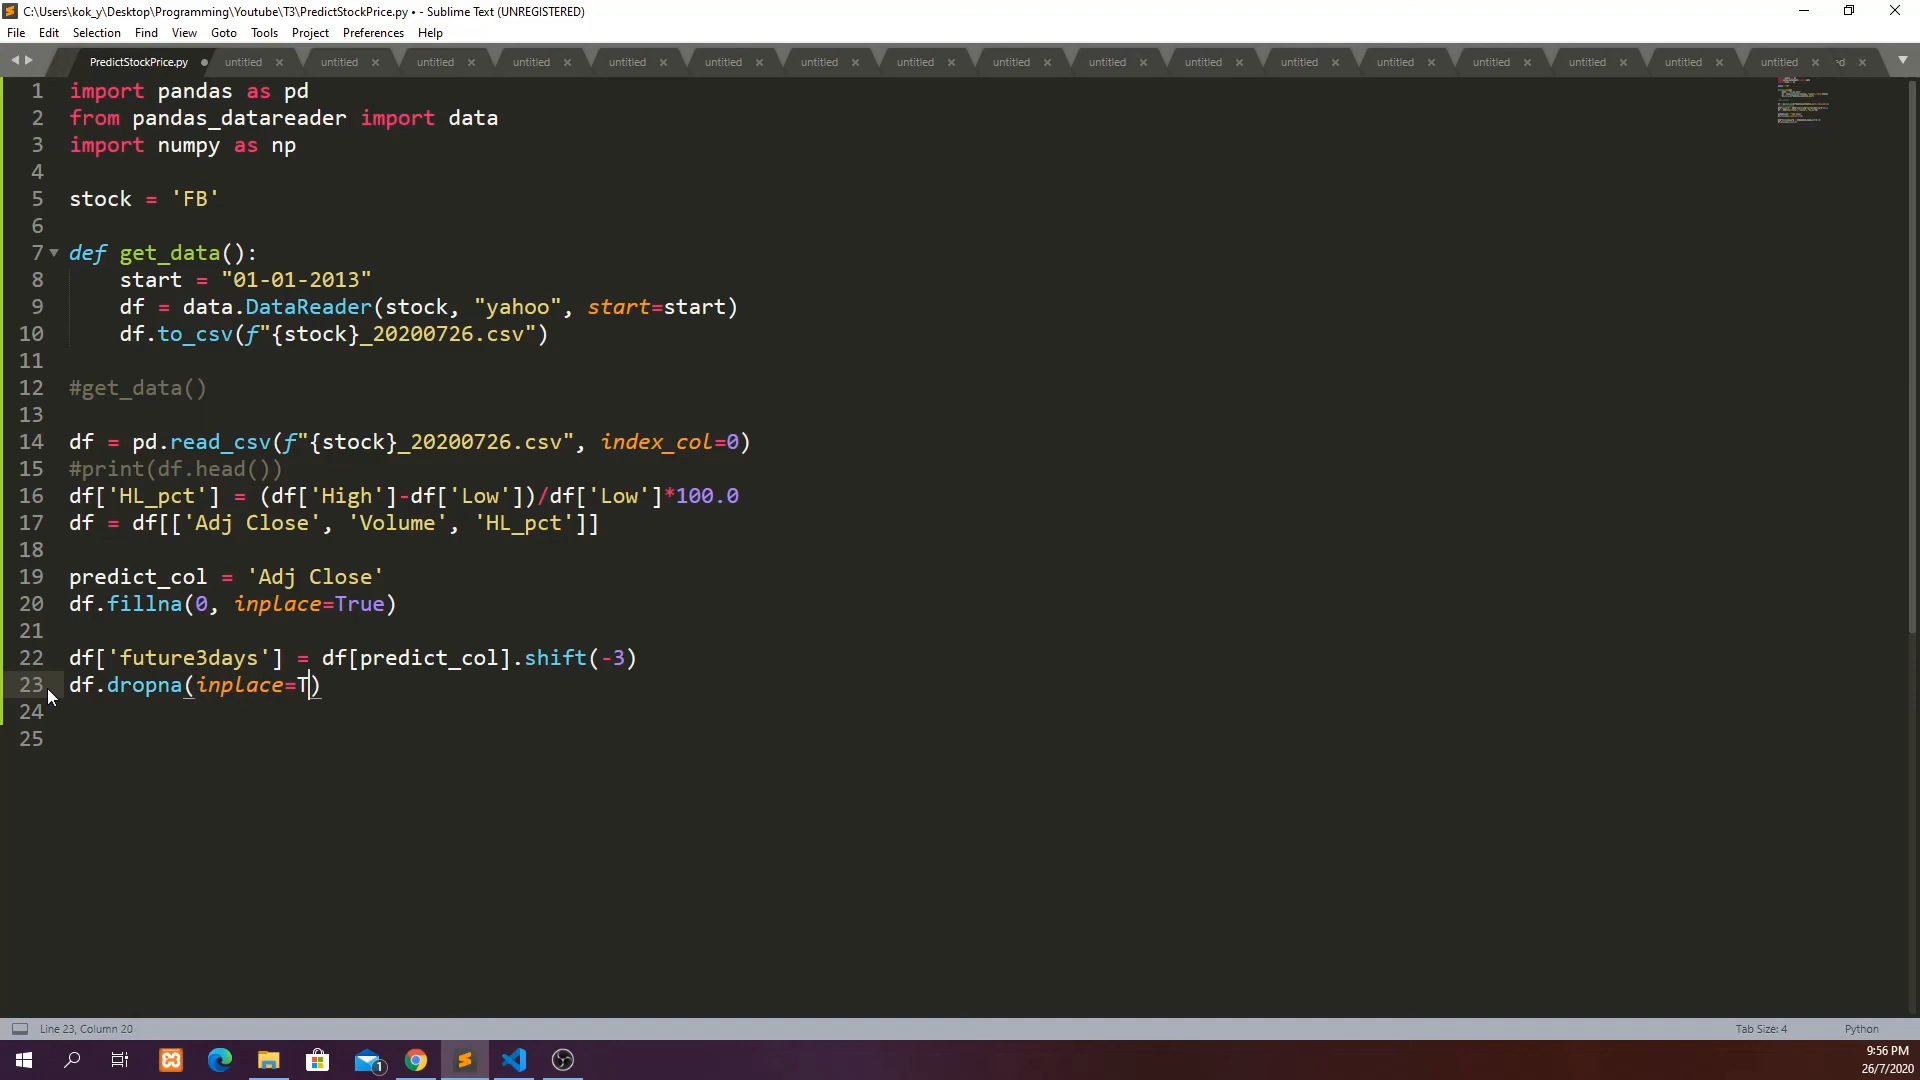 C:\Users\kok_y\Desktop\Programming\Youtube\T3\PredictStockPrice.py • - Sublime Text (UNREGISTERED)
File Edit Selection Find View Goto Tools Project Preferences Help
PredictStockPrice.py untitled untitled untitled untitled untitled untitled untitled untitled untitled untitled untitled untitled untitled untitled untitled untitled untitled
1 import pandas as pd
2 from pandas_datareader import data
3 import numpy as np
4
5 stock = 'FB'
6
7 def get_data():
8     start = "01-01-2013"
9     df = data.DataReader(stock, "yahoo", start=start)
10     df.to_csv(f"{stock}_20200726.csv")
11
12 #get_data()
13
14 df = pd.read_csv(f"{stock}_20200726.csv", index_col=0)
15 #print(df.head())
16 df['HL_pct'] = (df['High']-df['Low'])/df['Low']*100.0
17 df = df[['Adj Close', 'Volume', 'HL_pct']]
18
19 predict_col = 'Adj Close'
20 df.fillna(0, inplace=True)
21
22 df['future3days'] = df[predict_col].shift(-3)
23 df.dropna(inplace=T)
24
25
Line 23, Column 20 Tab Size: 4 Python
1
9:56 PM
26/7/2020